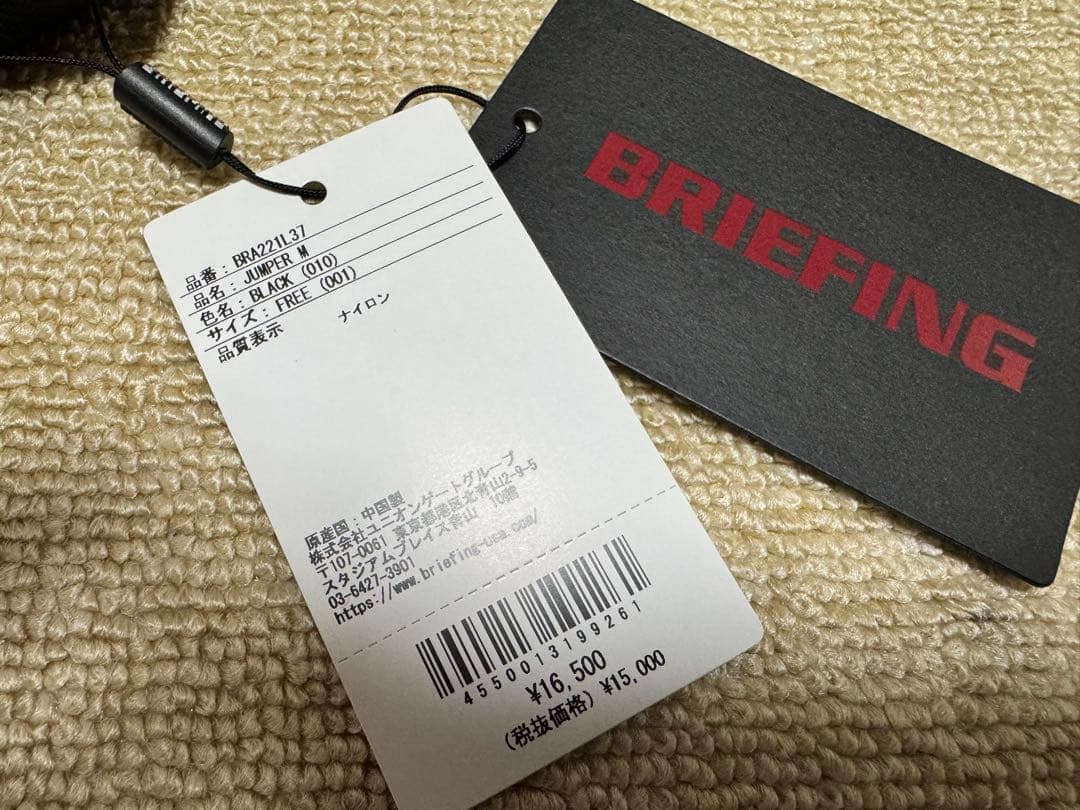 品番: BRA221L37
品名: JUMPER M
色名: BLACK (010)
サイズ: FREE (001)
品質表示 ナイロン
原産国: 中国製
株式会社ユニオンゲートグループ
〒107-0061 東京都港区北青山2-9-5
スタジアムプレイス青山 10階
03-6427-3901
https://www.briefing-usa.com/
4550013199261
¥16,500
(税抜価格) ¥15,000
BRIEFING